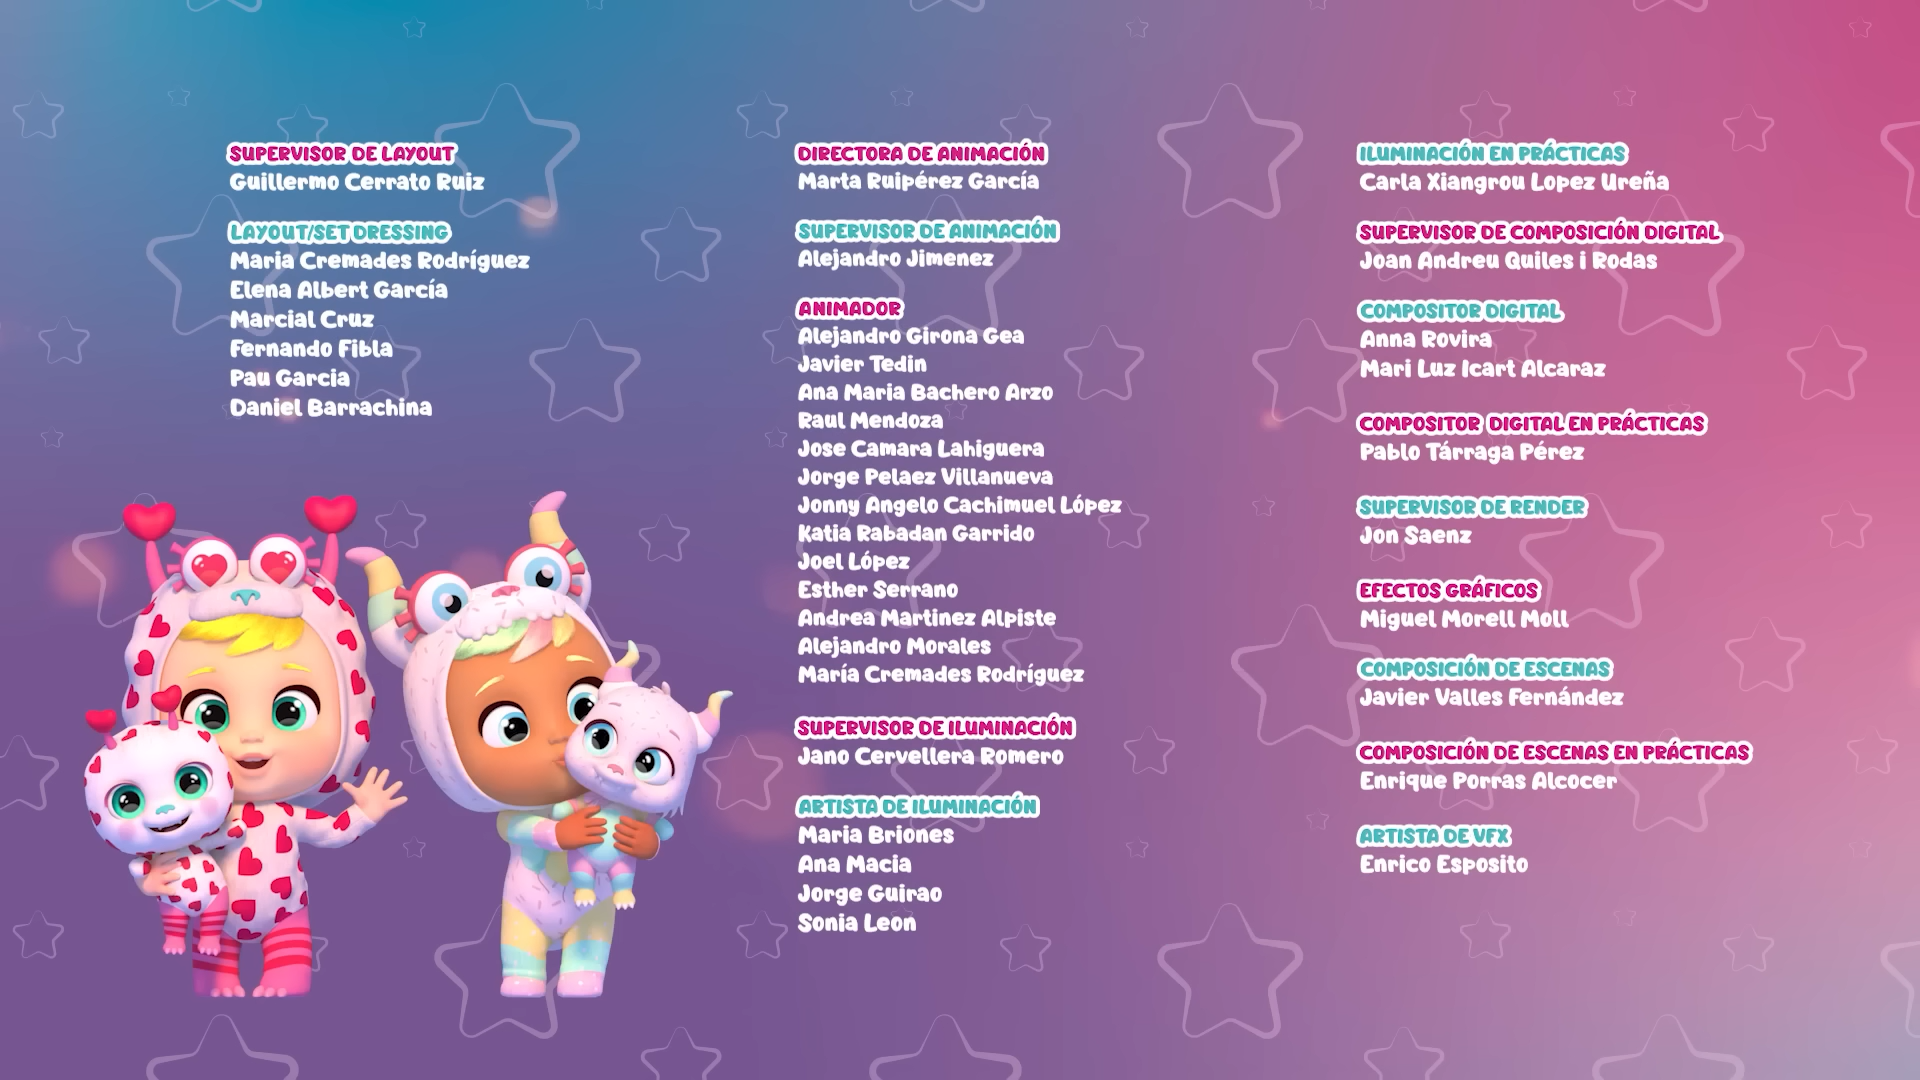 SUPERVISOR DE LAYOUT
Guillermo Cerrato Ruiz
LAYOUT/SET DRESSING
Maria Cremades Rodríguez
Elena Albert García
Marcial Cruz
Fernando Fibla
Pau Garcia
Daniel Barrachina
DIRECTORA DE ANIMACIÓN
Marta Ruipérez García
SUPERVISOR DE ANIMACIÓN
Alejandro Jimenez
ANIMADOR
Alejandro Girona Gea
Javier Tedin
Ana Maria Bachero Arzo
Raul Mendoza
Jose Camara Lahiguera
Jorge Pelaez Villanueva
Jonny Angelo Cachimuel López
Katia Rabadan Garrido
Joel López
Esther Serrano
Andrea Martinez Alpiste
Alejandro Morales
María Cremades Rodríguez
SUPERVISOR DE ILUMINACIÓN
Jano Cervellera Romero
ARTISTA DE ILUMINACIÓN
Maria Briones
Ana Macia
Jorge Guirao
Sonia Leon
ILUMINACIÓN EN PRÁCTICAS
Carla Xiangrou Lopez Ureña
SUPERVISOR DE COMPOSICIÓN DIGITAL
Joan Andreu Quiles i Rodas
COMPOSITOR DIGITAL
Anna Rovira
Mari Luz Icart Alcaraz
COMPOSITOR DIGITAL EN PRÁCTICAS
Pablo Tárraga Pérez
SUPERVISOR DE RENDER
Jon Saenz
EFECTOS GRÁFICOS
Miguel Morell Moll
COMPOSICIÓN DE ESCENAS
Javier Valles Fernández
COMPOSICIÓN DE ESCENAS EN PRÁCTICAS
Enrique Porras Alcocer
ARTISTA DE VFX
Enrico Esposito